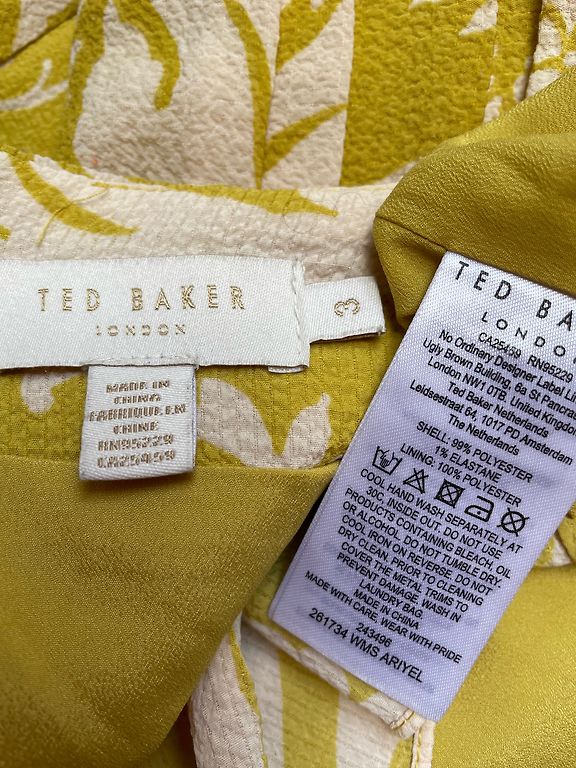 TED BAKER
LONDON
3
MADE IN
CHINA
FABRIQUE EN
CHINE
RN95229
CA25459
TED BA
LONDO
CA25459 RN95229
No Ordinary Designer Label Li
Ugly Brown Building, 6a St Pancra
London NW1 0TB, United Kingdom
Ted Baker Netherlands
Leidsestraat 64, 1017 PD Amsterdam
The Netherlands
SHELL: 99% POLYESTER
1% ELASTANE
LINING: 100% POLYESTER
COOL HAND WASH SEPARATELY AT
30C, INSIDE OUT. DO NOT USE
PRODUCTS CONTAINING BLEACH, OIL
OR ALCOHOL. DO NOT TUMBLE DRY.
COOL IRON ON REVERSE. DO NOT
DRY CLEAN. PRIOR TO CLEANING
COVER THE METAL TRIMS TO
PREVENT DAMAGE. WASH IN
LAUNDRY BAG.
MADE IN CHINA
MADE WITH CARE, WEAR WITH PRIDE
243496
261734 WMS ARIYEL